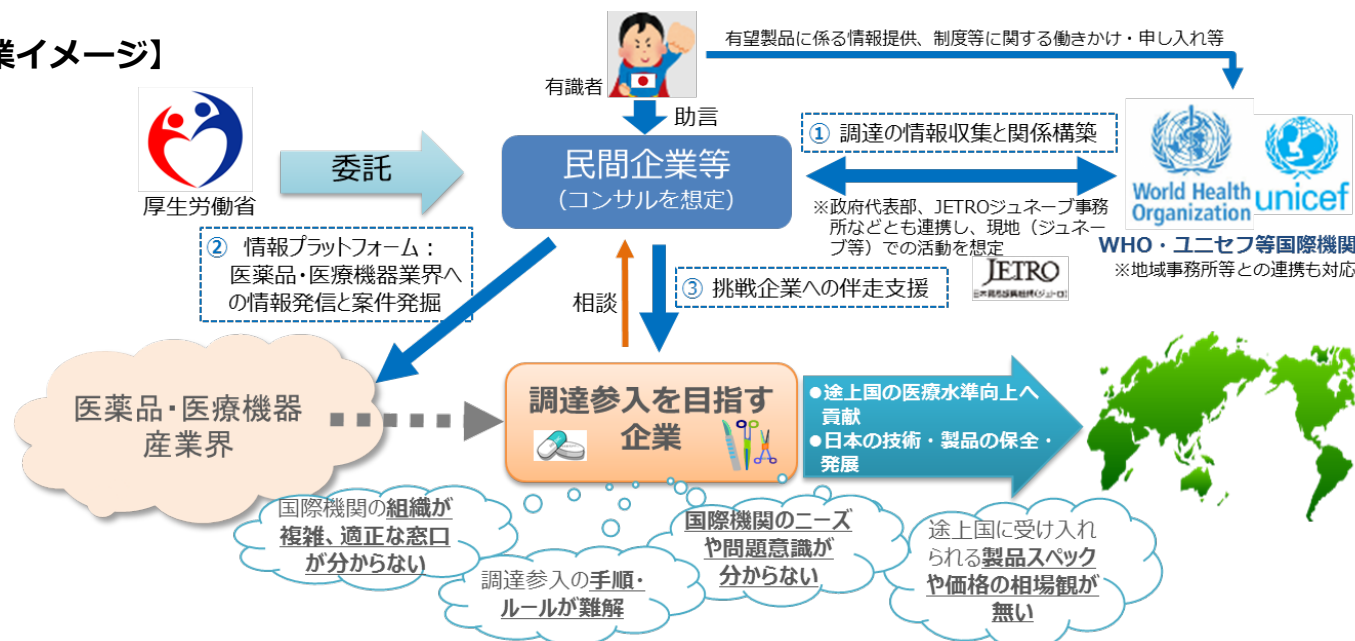 業イメージ】
有望製品に係る情報提供、制度等に関する働きかけ・申し入れ等
有識者
助言
厚生労働省
委託
民間企業等
（コンサルを想定）
① 調達の情報収集と関係構築
※政府代表部、JETROジュネーブ事務
所などとも連携し、現地（ジュネー
ブ等）での活動を想定
JETRO
日本貿易振興機構(ジェトロ)
World Health
Organization
unicef
WHO・ユニセフ等国際機関
※地域事務所等との連携も対応
② 情報プラットフォーム：
医薬品・医療機器業界へ
の情報発信と案件発掘
相談
③ 挑戦企業への伴走支援
医薬品・医療機器
産業界
調達参入を目指す
企業
●途上国の医療水準向上へ
貢献
●日本の技術・製品の保全・
発展
国際機関の組織が
複雑、適正な窓口
が分からない
調達参入の手順・
ルールが難解
国際機関のニーズ
や問題意識が
分からない
途上国に受け入れ
られる製品スペック
や価格の相場観が
無い